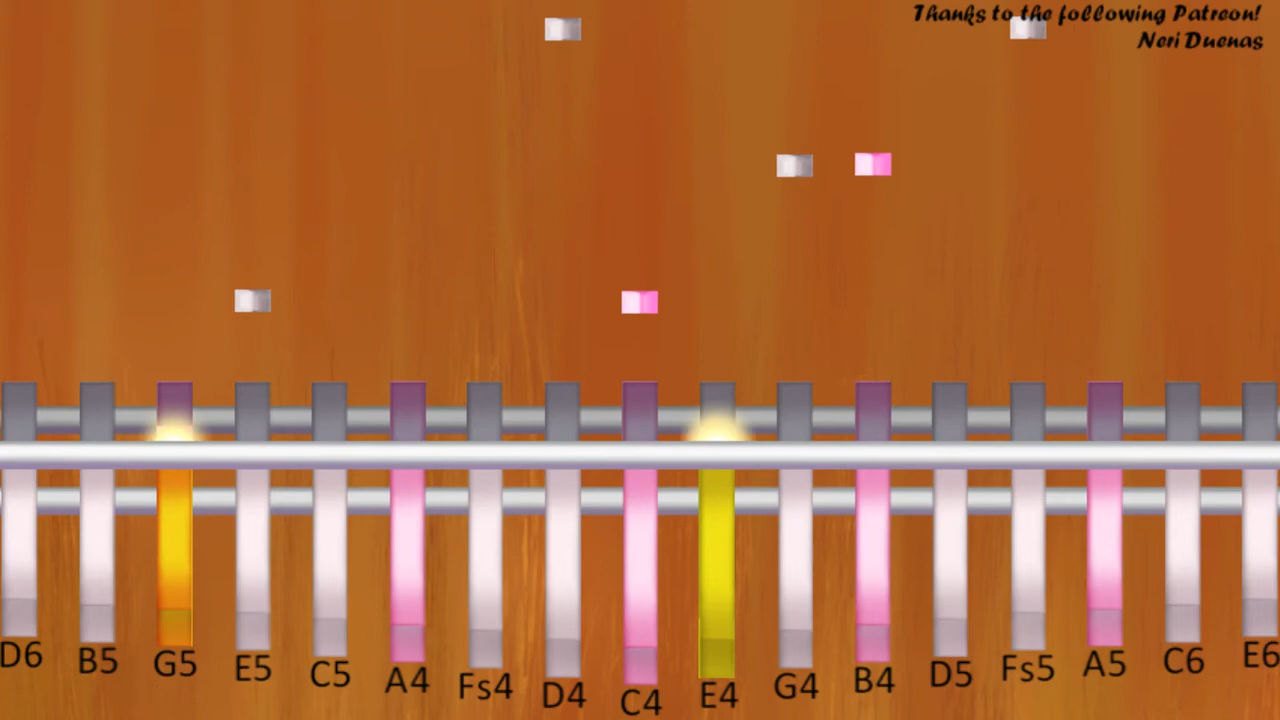 Thanks to the following Patreon!
Neri Duenas
D6 B5 G5 E5 C5 A4 Fs4 D4 C4 E4 G4 B4 D5 Fs5 A5 C6 E6